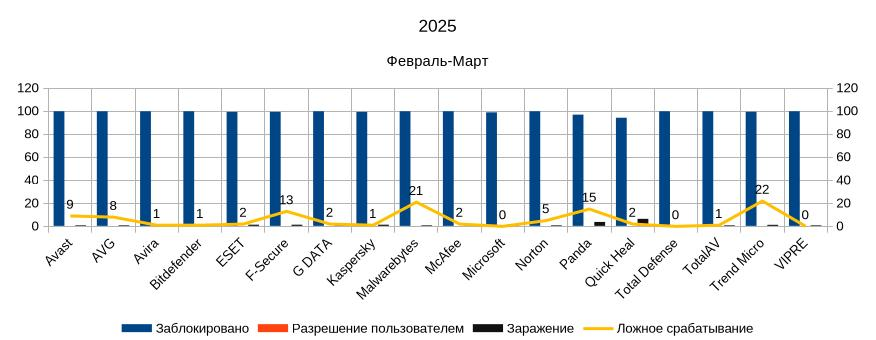 2025
Февраль-Март
120 120
100 100
80 80
60 60
40 40
20 20
0 0
9 8 1 1 2 13 2 1 21 2 0 5 15 2 0 1 22 0
Avast AVG Avira Bitdefender ESET F-Secure G DATA Kaspersky Malwarebytes McAfee Microsoft Norton Panda Quick Heal Total Defense TotalAV Trend Micro VIPRE
Заблокировано Разрешение пользователем Заражение Ложное срабатывание